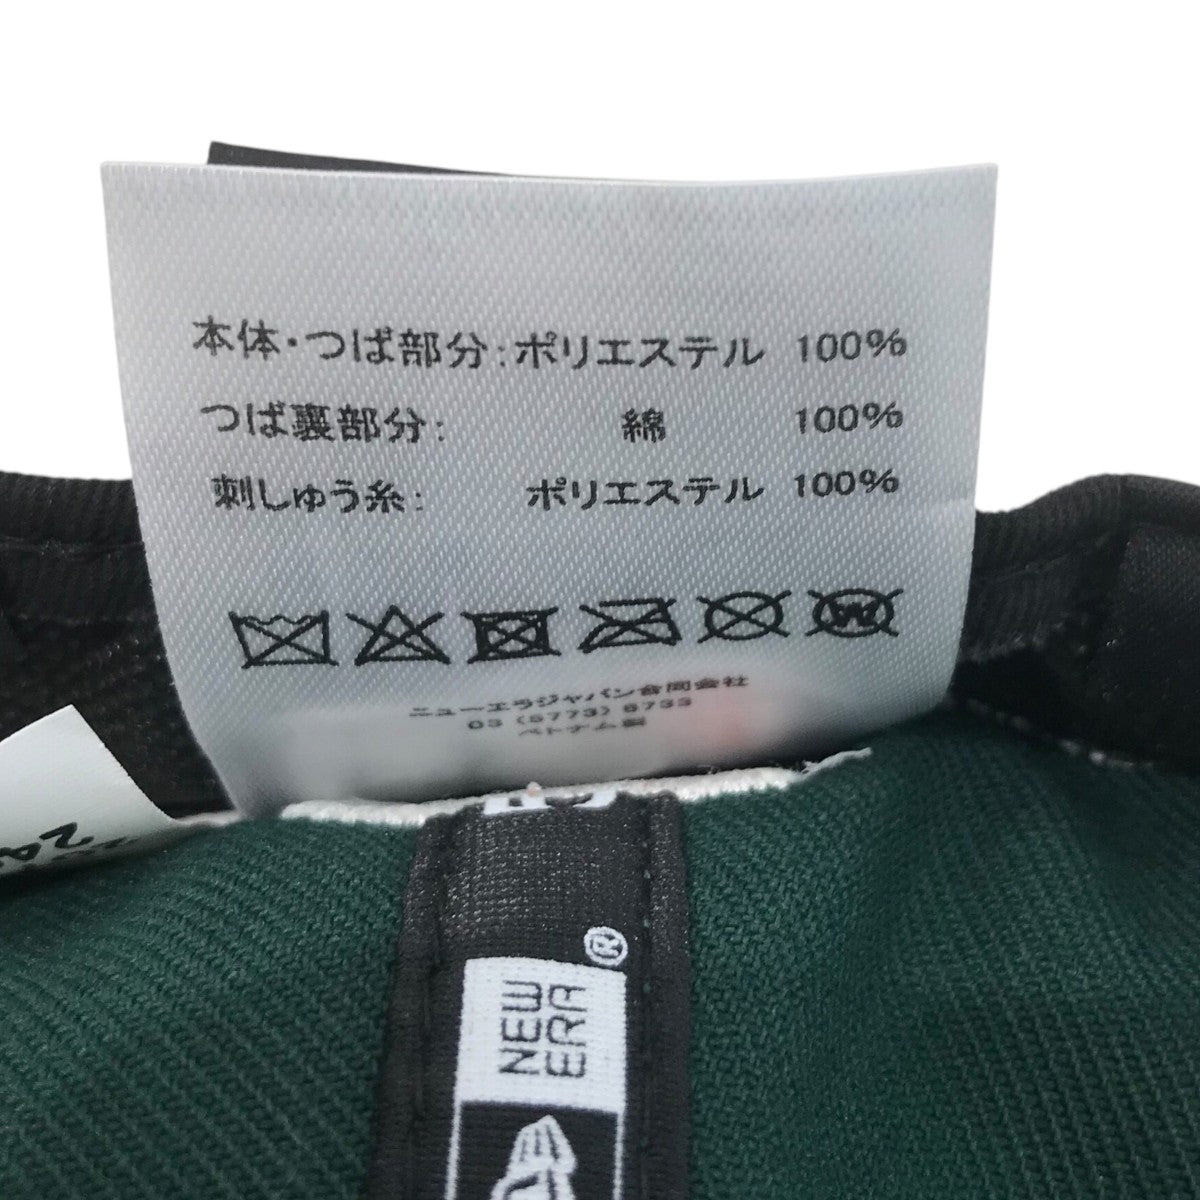 本体・つば部分:ポリエステル 100%
つば裏部分: 綿 100%
刺しゅう糸: ポリエステル 100%
W
ニューエラジャパン合同会社
03 (5773) 6733
ベトナム製
NEW
ERA
®